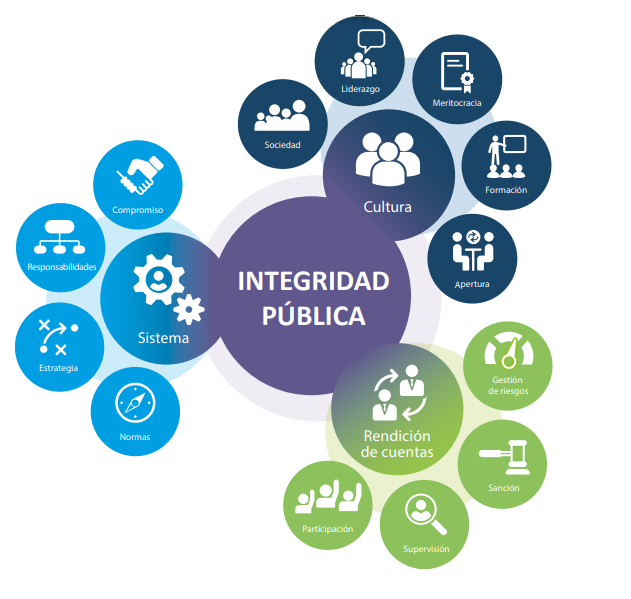 Liderazgo
Meritocracia
Sociedad
Formación
Cultura
Apertura
Compromiso
Responsabilidades
Sistema
Estrategia
Normas
INTEGRIDAD
PÚBLICA
Gestión
de riesgos
Rendición
de cuentas
Sanción
Participación
Supervisión